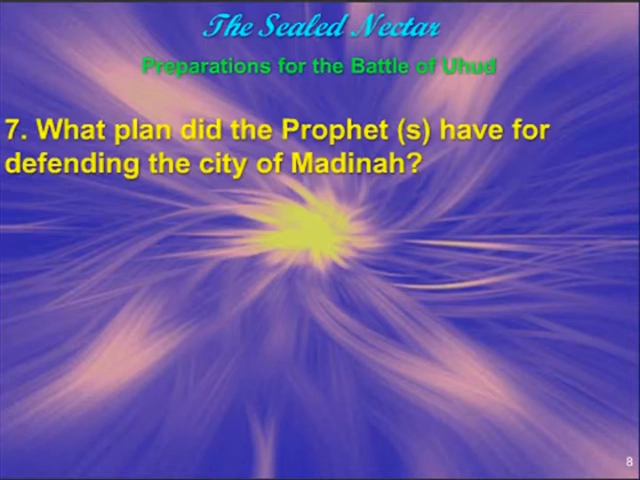 The Sealed Nectar
Preparations for the Battle of Uhud
7. What plan did the Prophet (s) have for
defending the city of Madinah?
8